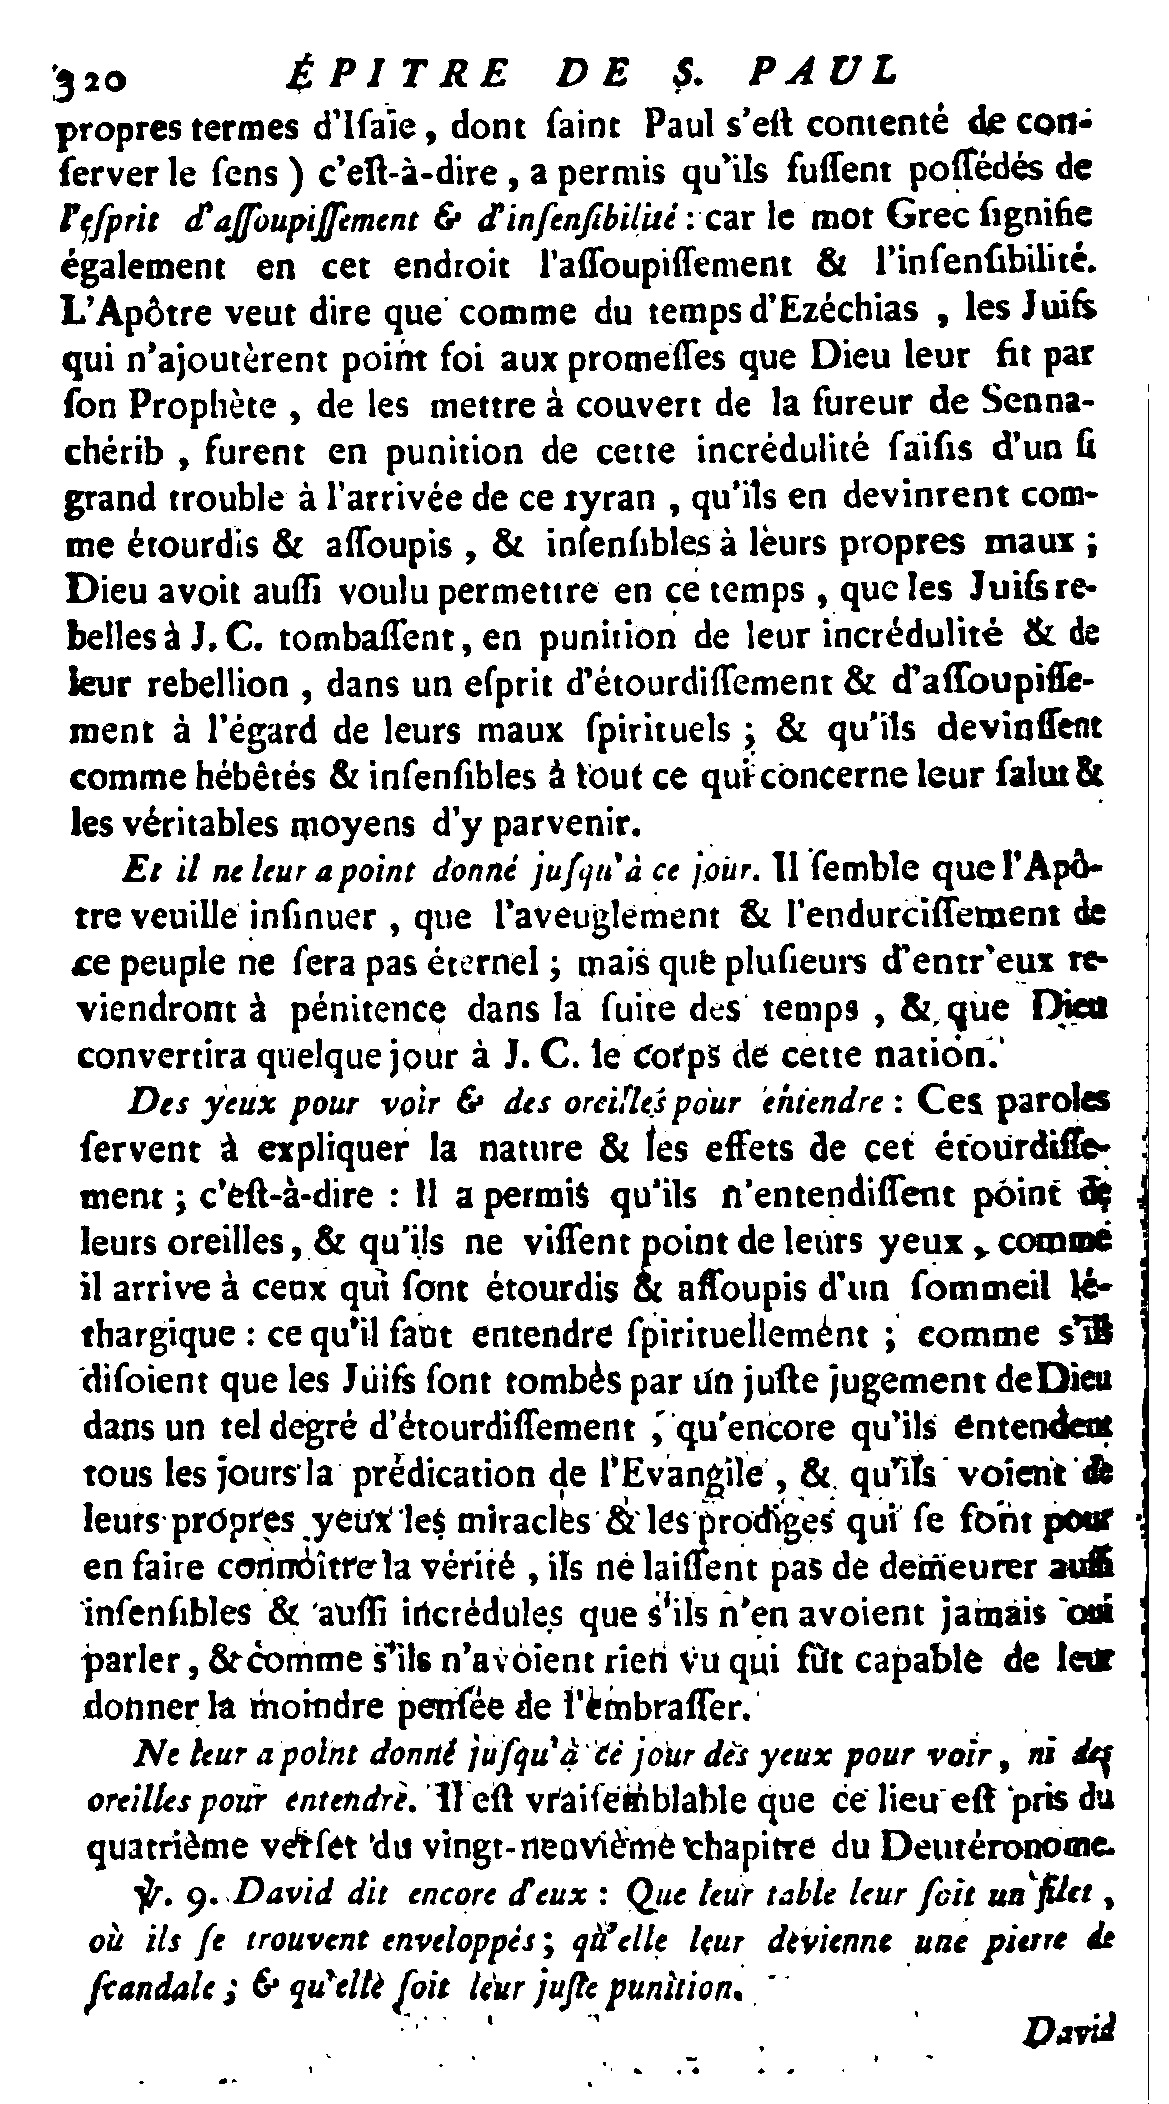 320 ÉPITRE DE S. PAUL
propres termes d'Iſaïe, dont ſaint Paul s'eſt contenté de con-
ſerver le ſens ) c'eſt-à-dire, a permis qu'ils fuſſent poſſédés de
l'eſprit d'aſſoupiſſement & d'inſenſibilité : car le mot Grec ſignifie
également en cet endroit l'aſſoupiſſement & l'inſenſibilité.
L'Apôtre veut dire que comme du temps d'Ezéchias, les Juifs
qui n'ajoutèrent point foi aux promeſſes que Dieu leur fit par
ſon Prophète, de les mettre à couvert de la fureur de Senna-
chérib, furent en punition de cette incrédulité ſaiſis d'un ſi
grand trouble à l'arrivée de ce tyran, qu'ils en devinrent com-
me étourdis & aſſoupis, & inſenſibles à leurs propres maux ;
Dieu avoit auſſi voulu permettre en ce temps, que les Juifs re-
belles à J. C. tombaſſent, en punition de leur incrédulité & de
leur rebellion, dans un eſprit d'étourdiſſement & d'aſſoupiſſe-
ment à l'égard de leurs maux ſpirituels ; & qu'ils devinſſent
comme hébêtés & inſenſibles à tout ce qui concerne leur ſalut &
les véritables moyens d'y parvenir.
Et il ne leur a point donné juſqu'à ce jour. Il ſemble que l'Apô-
tre veuille inſinuer, que l'aveuglement & l'endurciſſement de
ce peuple ne ſera pas éternel ; mais que pluſieurs d'entr'eux re-
viendront à pénitence dans la ſuite des temps, & que Dieu
convertira quelque jour à J. C. le corps de cette nation.
Des yeux pour voir & des oreilles pour entendre : Ces paroles
ſervent à expliquer la nature & les effets de cet étourdiſſe-
ment ; c'eſt-à-dire : Il a permis qu'ils n'entendiſſent point de
leurs oreilles, & qu'ils ne viſſent point de leurs yeux, comme
il arrive à ceux qui ſont étourdis & aſſoupis d'un ſommeil lé-
thargique : ce qu'il faut entendre ſpirituellement ; comme s'ils
diſoient que les Juifs ſont tombés par un juſte jugement de Dieu
dans un tel degré d'étourdiſſement, qu'encore qu'ils entendent
tous les jours la prédication de l'Evangile, & qu'ils voient de
leurs propres yeux les miracles & les prodiges qui ſe font pour
en faire connoître la vérité, ils ne laiſſent pas de demeurer auſſi
inſenſibles & auſſi incrédules que s'ils n'en avoient jamais oui
parler, & comme s'ils n'avoient rien vu qui fût capable de leur
donner la moindre penſée de l'embraſſer.
Ne leur a point donné juſqu'à ce jour des yeux pour voir, ni des
oreilles pour entendre. Il eſt vraiſemblable que ce lieu eſt pris du
quatrième verſet du vingt-neuvième chapitre du Deutéronome.
℣. 9. David dit encore d'eux : Que leur table leur ſoit un filet,
où ils ſe trouvent enveloppés ; qu'elle leur devienne une pierre de
ſcandale ; & qu'elle ſoit leur juſte punition.
David